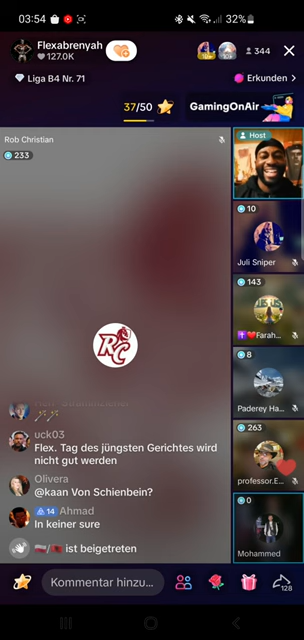 03:54
32%
Flexabrenyah
127.0K
344
Liga B4 Nr. 71
Erkunden >
37/50
GamingOnAir
Rob Christian
233
Host
10
Juli Sniper
143
Farah...
8
Paderey Ha...
263
professor.E...
0
Mohammed
RC
uck03
Flex. Tag des jüngsten Gerichtes wird
nicht gut werden
Olivera
@kaan Von Schienbein?
14 Ahmad
In keiner sure
/ ist beigetreten
Kommentar hinzu...
128